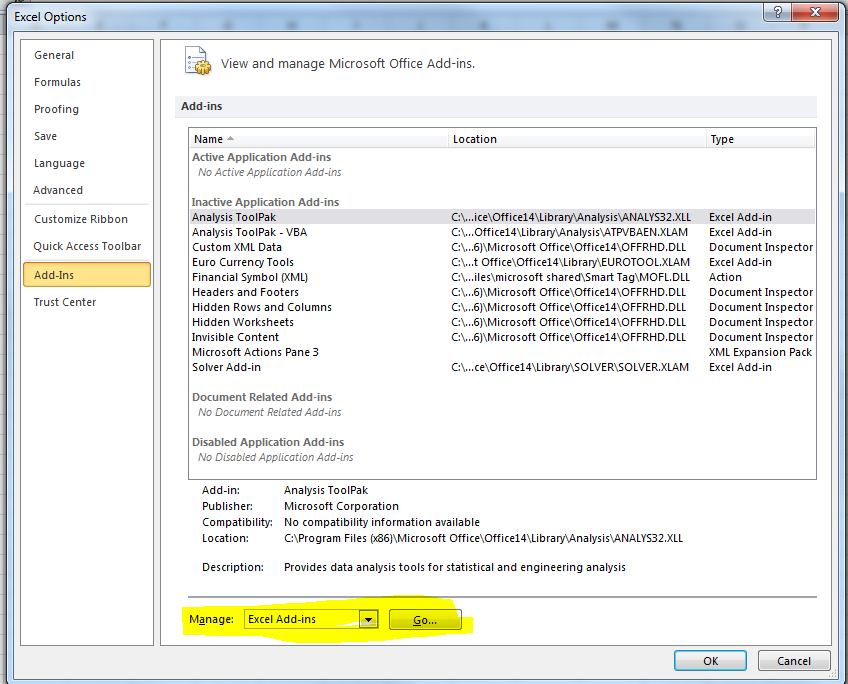 Excel Options
General
Formulas
Proofing
Save
Language
Advanced
Customize Ribbon
Quick Access Toolbar
Add-Ins
Trust Center
View and manage Microsoft Office Add-ins.
Add-ins
Name Location Type
Active Application Add-ins
No Active Application Add-ins
Inactive Application Add-ins
Analysis ToolPak C:\...ice\Office14\Library\Analysis\ANALYS32.XLL Excel Add-in
Analysis ToolPak - VBA C:\...Office14\Library\Analysis\ATPVBAEN.XLAM Excel Add-in
Custom XML Data C:\...6)\Microsoft Office\Office14\OFFRHD.DLL Document Inspector
Euro Currency Tools C:\...t Office\Office14\Library\EUROTOOL.XLAM Excel Add-in
Financial Symbol (XML) C:\...iles\microsoft shared\Smart Tag\MOFL.DLL Action
Headers and Footers C:\...6)\Microsoft Office\Office14\OFFRHD.DLL Document Inspector
Hidden Rows and Columns C:\...6)\Microsoft Office\Office14\OFFRHD.DLL Document Inspector
Hidden Worksheets C:\...6)\Microsoft Office\Office14\OFFRHD.DLL Document Inspector
Invisible Content C:\...6)\Microsoft Office\Office14\OFFRHD.DLL Document Inspector
Microsoft Actions Pane 3 XML Expansion Pack
Solver Add-in C:\...ce\Office14\Library\SOLVER\SOLVER.XLAM Excel Add-in
Document Related Add-ins
No Document Related Add-ins
Disabled Application Add-ins
No Disabled Application Add-ins
Add-in: Analysis ToolPak
Publisher: Microsoft Corporation
Compatibility: No compatibility information available
Location: C:\Program Files (x86)\Microsoft Office\Office14\Library\Analysis\ANALYS32.XLL
Description: Provides data analysis tools for statistical and engineering analysis
Manage: Excel Add-ins Go...
OK Cancel